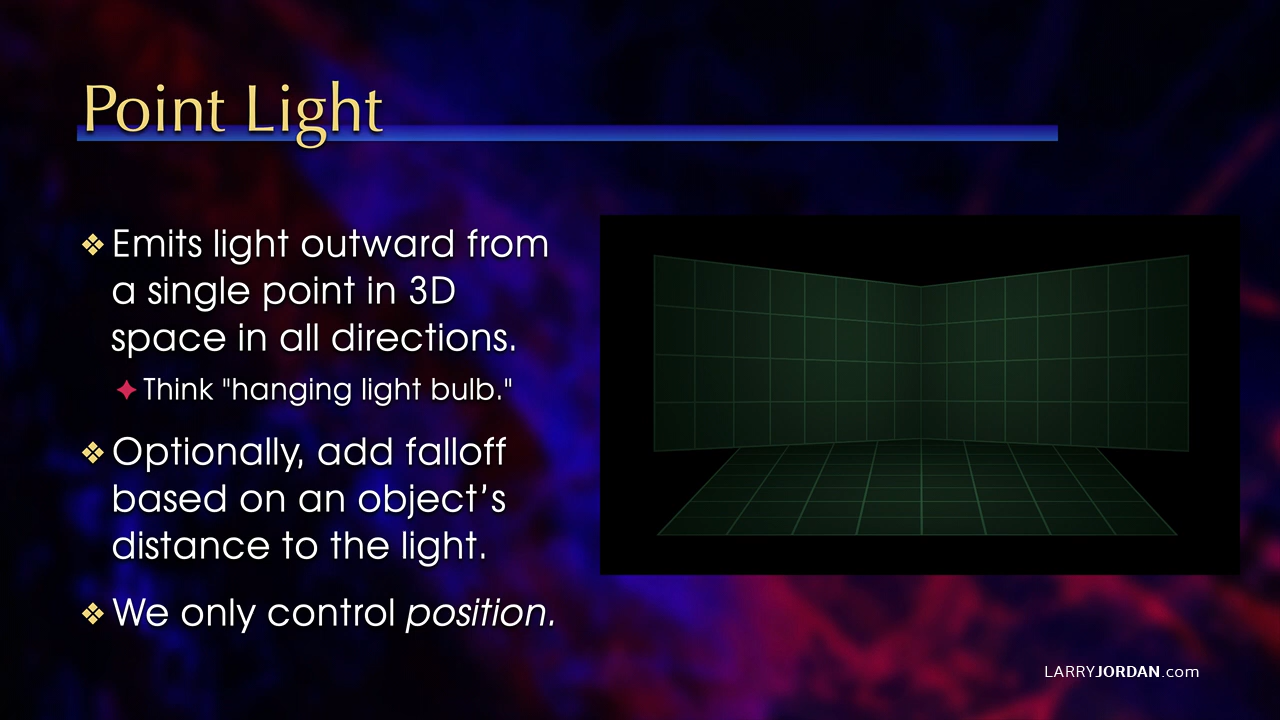 Point Light
❖ Emits light outward from
a single point in 3D
space in all directions.
✦ Think "hanging light bulb."
❖ Optionally, add falloff
based on an object’s
distance to the light.
❖ We only control position.
LARRYJORDAN.com